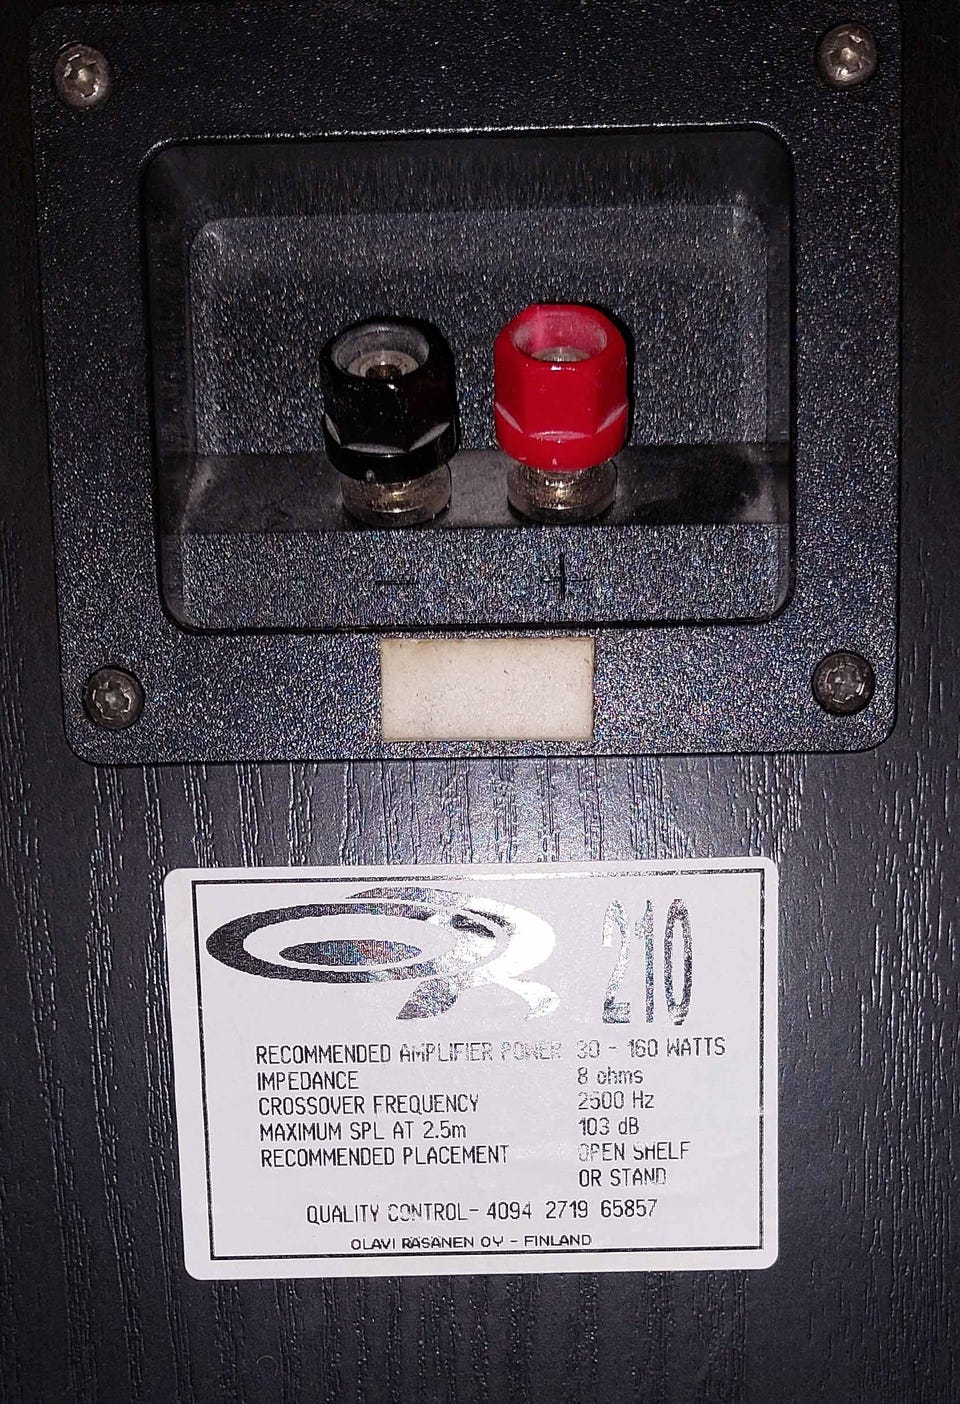 - +
OR 210
RECOMMENDED AMPLIFIER POWER 30 - 160 WATTS
IMPEDANCE 8 ohms
CROSSOVER FREQUENCY 2500 Hz
MAXIMUM SPL AT 2.5m 103 dB
RECOMMENDED PLACEMENT OPEN SHELF
OR STAND
QUALITY CONTROL- 4094 2719 65857
OLAVI RASANEN OY - FINLAND